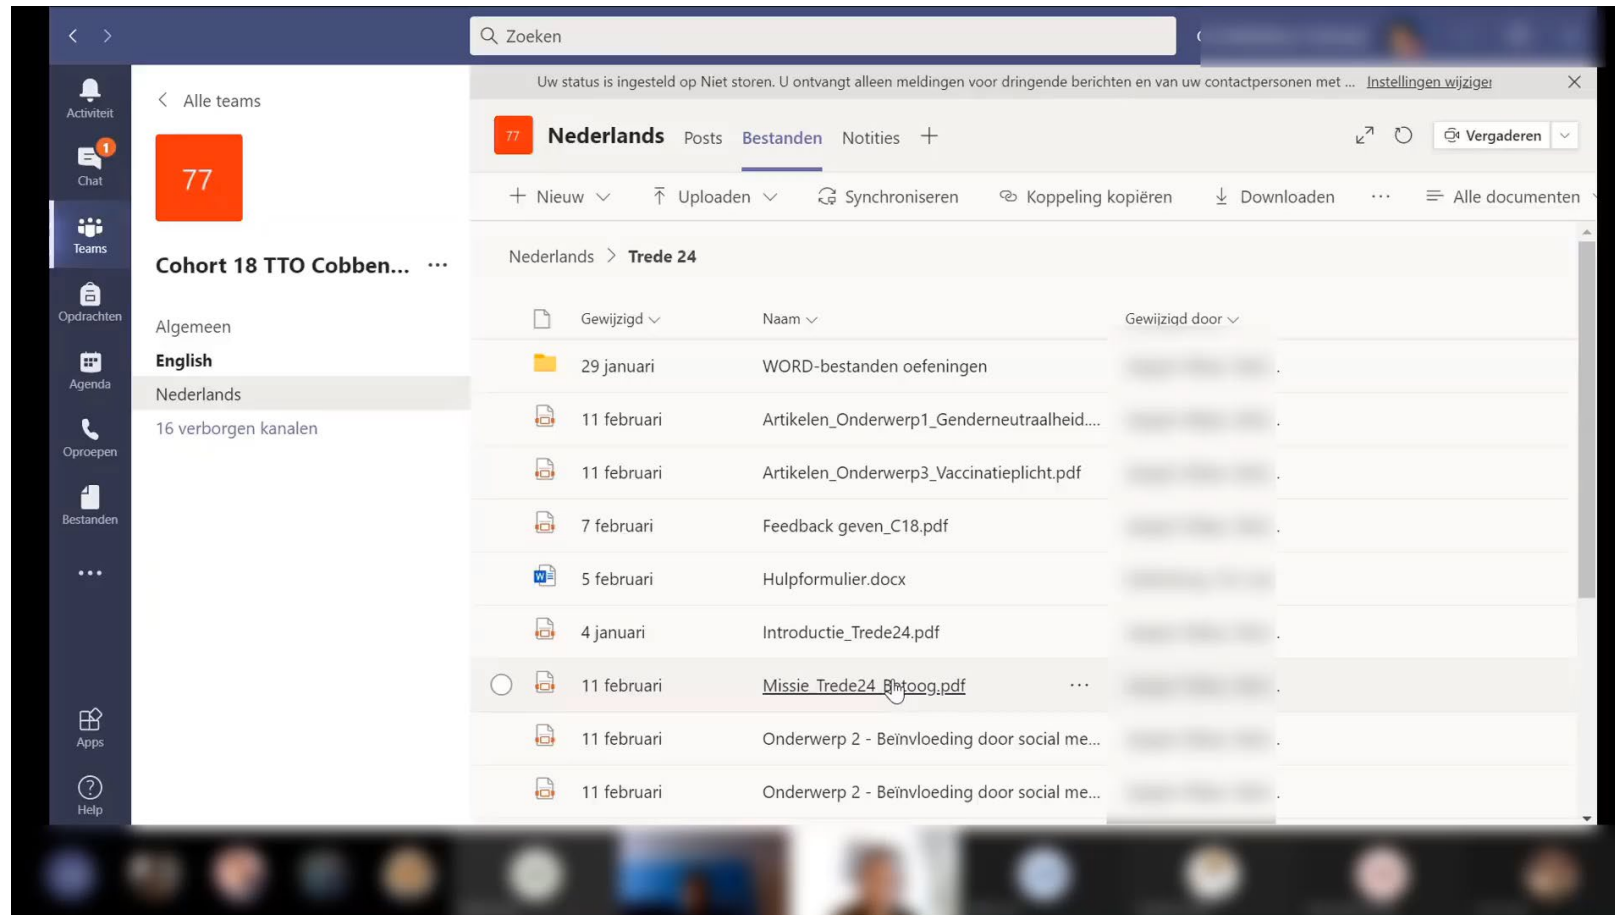 Zoeken
Uw status is ingesteld op Niet storen. U ontvangt alleen meldingen voor dringende berichten en van uw contactpersonen met ... Instellingen wijziger
Activiteit
1
Chat
Teams
Opdrachten
Agenda
Oproepen
Bestanden
Apps
Help
Alle teams
77
Cohort 18 TTO Cobben...
Algemeen
English
Nederlands
16 verborgen kanalen
77 Nederlands Posts Bestanden Notities
Vergaderen
Nieuw Uploaden Synchroniseren Koppeling kopiëren Downloaden ... Alle documenten
Nederlands > Trede 24
Gewijzigd Naam Gewijzigd door
29 januari WORD-bestanden oefeningen
11 februari Artikelen_Onderwerp1_Genderneutraalheid....
11 februari Artikelen_Onderwerp3_Vaccinatieplicht.pdf
7 februari Feedback geven_C18.pdf
5 februari Hulpformulier.docx
4 januari Introductie_Trede24.pdf
11 februari Missie_Trede24_Betoog.pdf ...
11 februari Onderwerp 2 - Beïnvloeding door social me...
11 februari Onderwerp 2 - Beïnvloeding door social me...